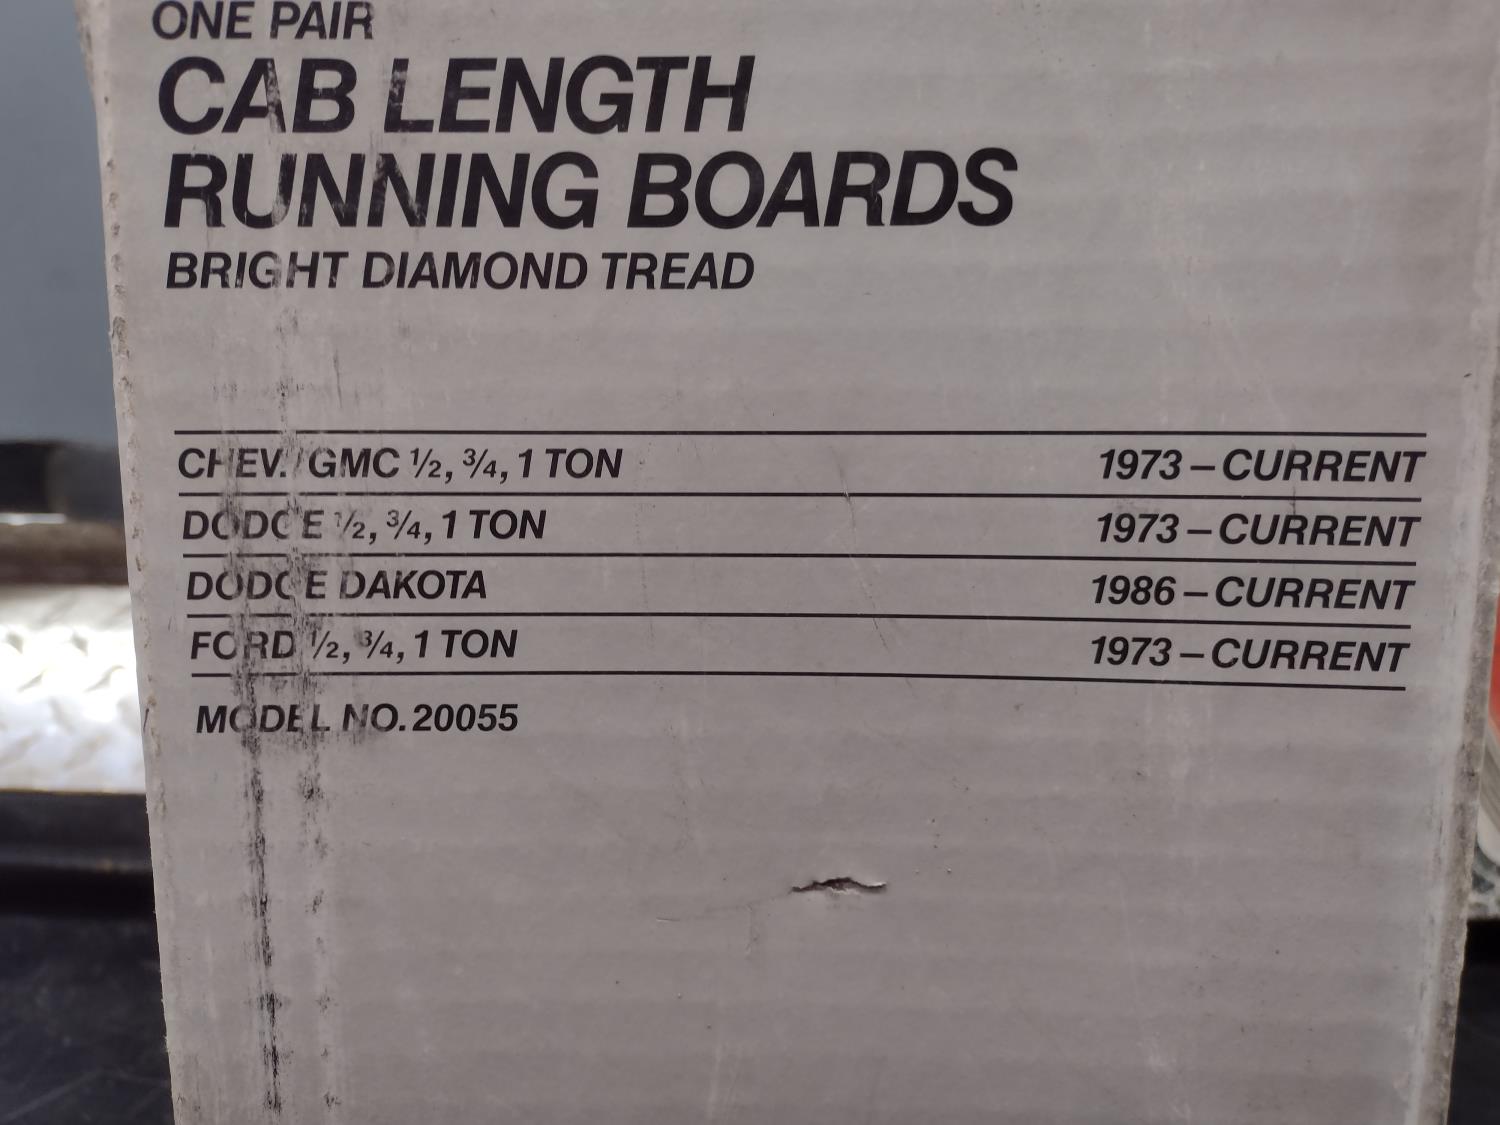 ONE PAIR
CAB LENGTH
RUNNING BOARDS
BRIGHT DIAMOND TREAD
CHEV./GMC ½, ¾, 1 TON 1973–CURRENT
DODGE ½, ¾, 1 TON 1973–CURRENT
DODGE DAKOTA 1986–CURRENT
FORD ½, ¾, 1 TON 1973–CURRENT
MODEL NO. 20055